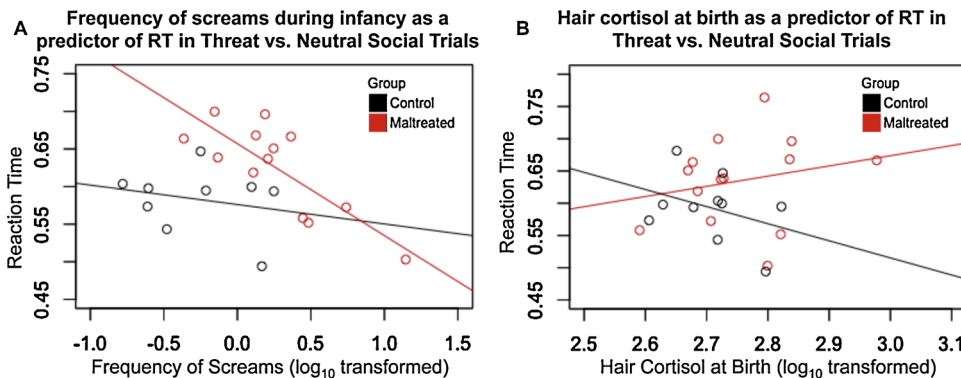 A
Frequency of screams during infancy as a
predictor of RT in Threat vs. Neutral Social Trials
0.75
0.65
0.55
0.45
Reaction Time
Group
Control
Maltreated
-1.0 -0.5 0.0 0.5 1.0 1.5
Frequency of Screams (log10 transformed)
B
Hair cortisol at birth as a predictor of RT in
Threat vs. Neutral Social Trials
0.75
0.65
0.55
0.45
Reaction Time
Group
Control
Maltreated
2.5 2.6 2.7 2.8 2.9 3.0 3.1
Hair Cortisol at Birth (log10 transformed)